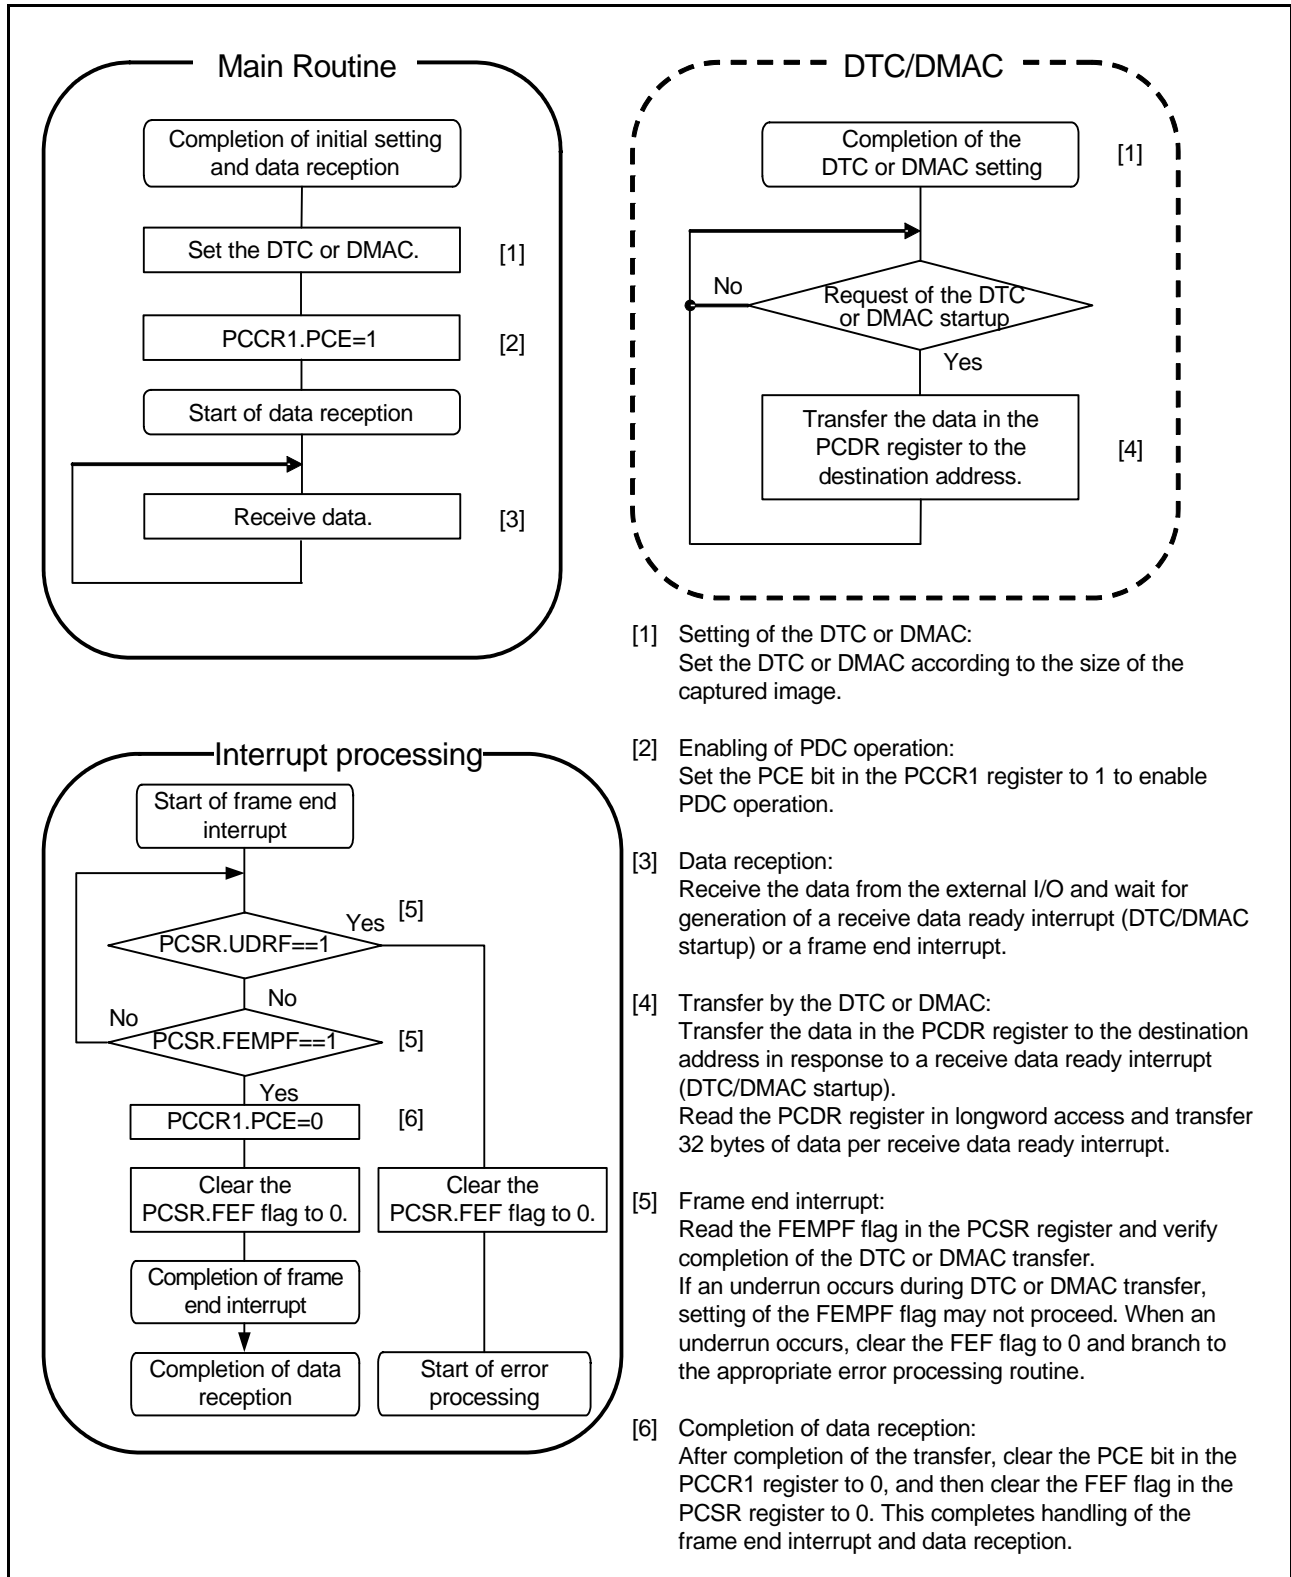 Main Routine
Completion of initial setting
and data reception
Set the DTC or DMAC.
[1]
PCCR1.PCE=1
[2]
Start of data reception
Receive data.
[3]
DTC/DMAC
Completion of the
DTC or DMAC setting
[1]
No
Request of the DTC
or DMAC startup
Yes
Transfer the data in the
PCDR register to the
destination address.
[4]
Interrupt processing
Start of frame end
interrupt
Yes
[5]
PCSR.UDRF==1
No
No
PCSR.FEMPF==1
[5]
Yes
PCCR1.PCE=0
[6]
Clear the
PCSR.FEF flag to 0.
Clear the
PCSR.FEF flag to 0.
Completion of frame
end interrupt
Completion of data
reception
Start of error
processing
[1] Setting of the DTC or DMAC:
Set the DTC or DMAC according to the size of the
captured image.
[2] Enabling of PDC operation:
Set the PCE bit in the PCCR1 register to 1 to enable
PDC operation.
[3] Data reception:
Receive the data from the external I/O and wait for
generation of a receive data ready interrupt (DTC/DMAC
startup) or a frame end interrupt.
[4] Transfer by the DTC or DMAC:
Transfer the data in the PCDR register to the destination
address in response to a receive data ready interrupt
(DTC/DMAC startup).
Read the PCDR register in longword access and transfer
32 bytes of data per receive data ready interrupt.
[5] Frame end interrupt:
Read the FEMPF flag in the PCSR register and verify
completion of the DTC or DMAC transfer.
If an underrun occurs during DTC or DMAC transfer,
setting of the FEMPF flag may not proceed. When an
underrun occurs, clear the FEF flag to 0 and branch to
the appropriate error processing routine.
[6] Completion of data reception:
After completion of the transfer, clear the PCE bit in the
PCCR1 register to 0, and then clear the FEF flag in the
PCSR register to 0. This completes handling of the
frame end interrupt and data reception.